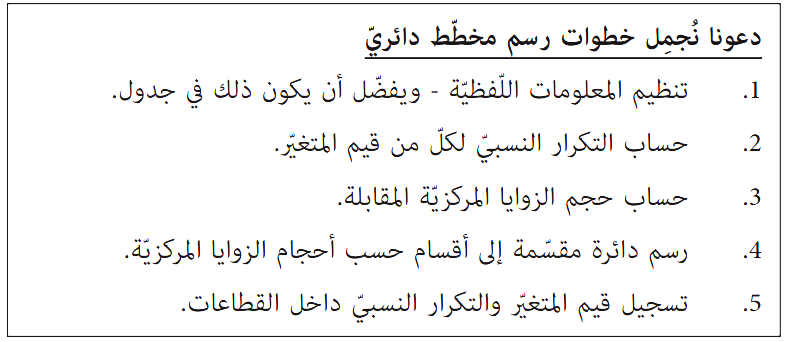 دعونا نُجمِل خطوات رسم مخطّط دائريّ
1. تنظيم المعلومات اللّفظيّة - ويفضّل أن يكون ذلك في جدول.
2. حساب التكرار النسبيّ لكلّ من قيم المتغيّر.
3. حساب حجم الزوايا المركزيّة المقابلة.
4. رسم دائرة مقسّمة إلى أقسام حسب أحجام الزوايا المركزيّة.
5. تسجيل قيم المتغيّر والتكرار النسبيّ داخل القطاعات.